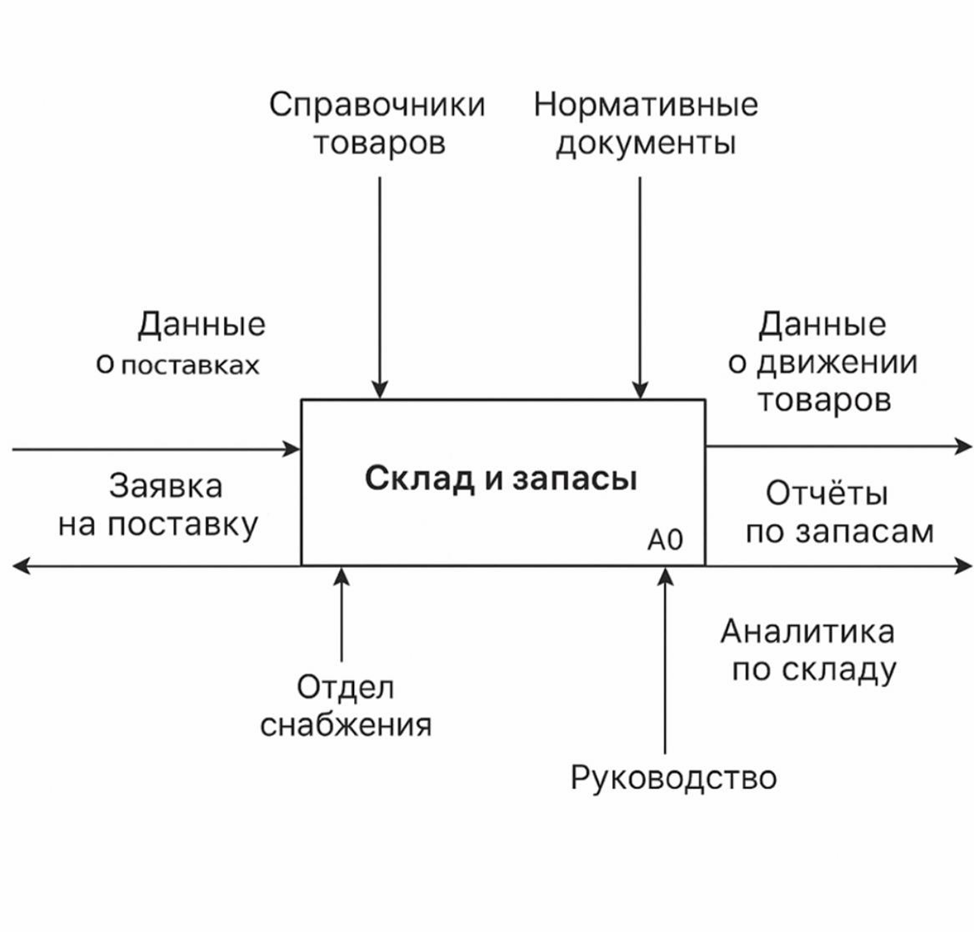 Справочники
товаров
Нормативные
документы
Данные
о поставках
Данные
о движении
товаров
Склад и запасы
А0
Заявка
на поставку
Отчёты
по запасам
Аналитика
по складу
Отдел
снабжения
Руководство